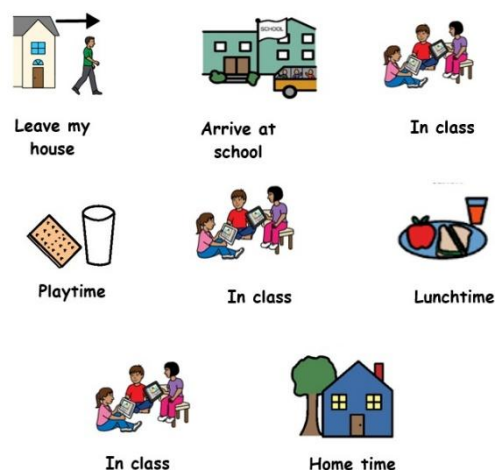 SCHOOL
Leave my
house
Arrive at
school
In class
Playtime
In class
Lunchtime
In class
Home time